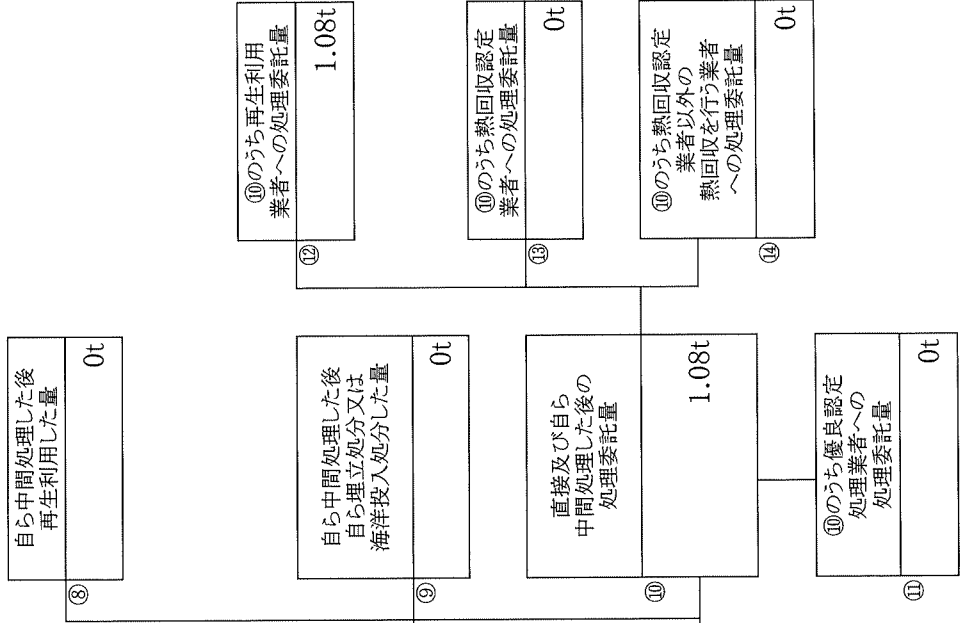 ⑧
自ら中間処理した後
再生利用した量
0t
⑨
自ら中間処理した後
自ら埋立処分又は
海洋投入処分した量
0t
⑩
直接及び自ら
中間処理した後の
処理委託量
1.08t
⑪
⑩のうち優良認定
処理業者への
処理委託量
0t
⑫
⑩のうち再生利用
業者への処理委託量
1.08t
⑬
⑩のうち熱回収認定
業者への処理委託量
0t
⑭
⑩のうち熱回収認定
業者以外の
熱回収を行う業者
への処理委託量
0t